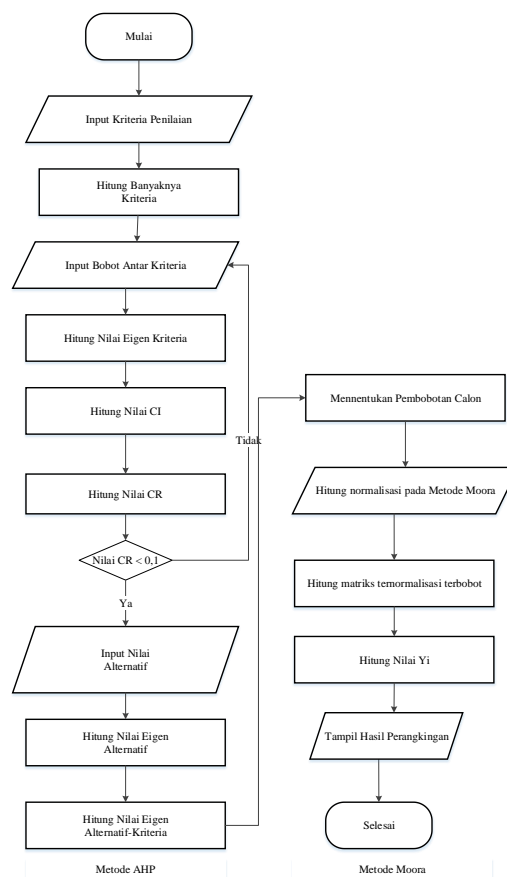 Mulai
Input Kriteria Penilaian
Hitung Banyaknya
Kriteria
Input Bobot Antar Kriteria
Hitung Nilai Eigen Kriteria
Hitung Nilai CI
Hitung Nilai CR
Nilai CR < 0,1
Tidak
Ya
Input Nilai
Alternatif
Hitung Nilai Eigen
Alternatif
Hitung Nilai Eigen
Alternatif-Kriteria
Metode AHP
Mennentukan Pembobotan Calon
Hitung normalisasi pada Metode Moora
Hitung matriks ternormalisasi terbobot
Hitung Nilai Yi
Tampil Hasil Perangkingan
Selesai
Metode Moora